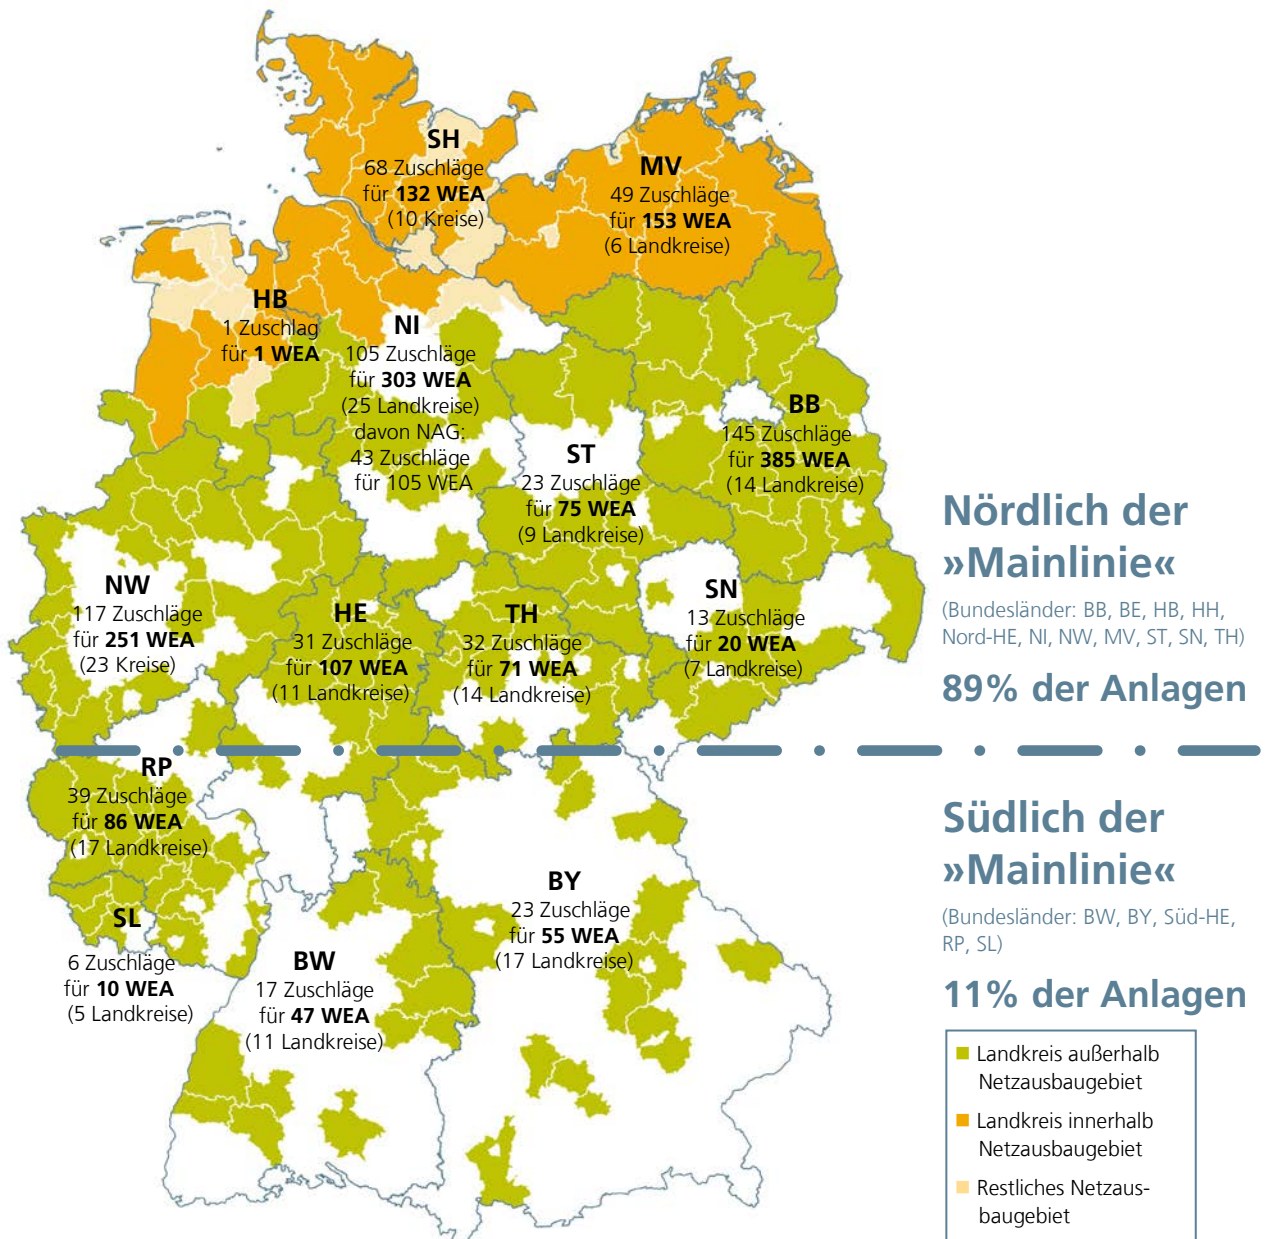 SH
68 Zuschläge
für 132 WEA
(10 Kreise)
MV
49 Zuschläge
für 153 WEA
(6 Landkreise)
HB
1 Zuschlag
für 1 WEA
NI
105 Zuschläge
für 303 WEA
(25 Landkreise)
davon NAG:
43 Zuschläge
für 105 WEA
ST
23 Zuschläge
für 75 WEA
(9 Landkreise)
BB
145 Zuschläge
für 385 WEA
(14 Landkreise)
NW
117 Zuschläge
für 251 WEA
(23 Kreise)
HE
31 Zuschläge
für 107 WEA
(11 Landkreise)
TH
32 Zuschläge
für 71 WEA
(14 Landkreise)
SN
13 Zuschläge
für 20 WEA
(7 Landkreise)
Nördlich der
»Mainlinie«
(Bundesländer: BB, BE, HB, HH,
Nord-HE, NI, NW, MV, ST, SN, TH)
89% der Anlagen
RP
39 Zuschläge
für 86 WEA
(17 Landkreise)
SL
6 Zuschläge
für 10 WEA
(5 Landkreise)
BW
17 Zuschläge
für 47 WEA
(11 Landkreise)
BY
23 Zuschläge
für 55 WEA
(17 Landkreise)
Südlich der
»Mainlinie«
(Bundesländer: BW, BY, Süd-HE,
RP, SL)
11% der Anlagen
Landkreis außerhalb
Netzausbaugebiet
Landkreis innerhalb
Netzausbaugebiet
Restliches Netzaus-
baugebiet